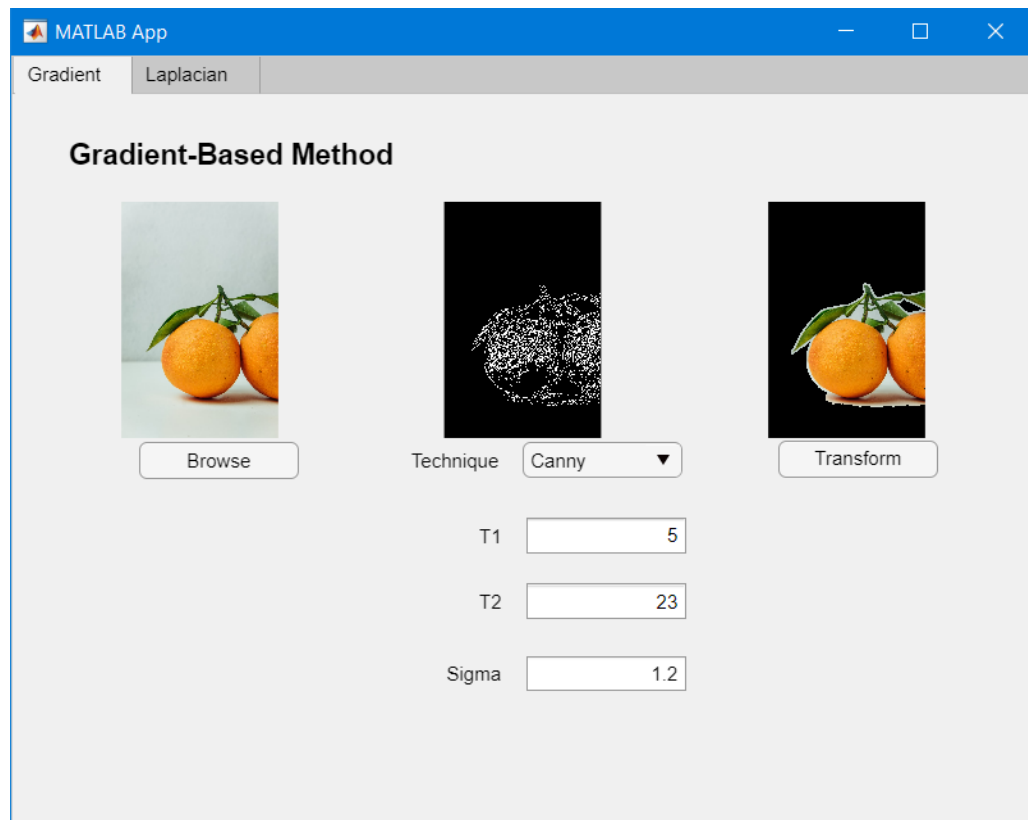 MATLAB App
Gradient Laplacian
Gradient-Based Method
Browse Technique Canny Transform
T1 5
T2 23
Sigma 1.2